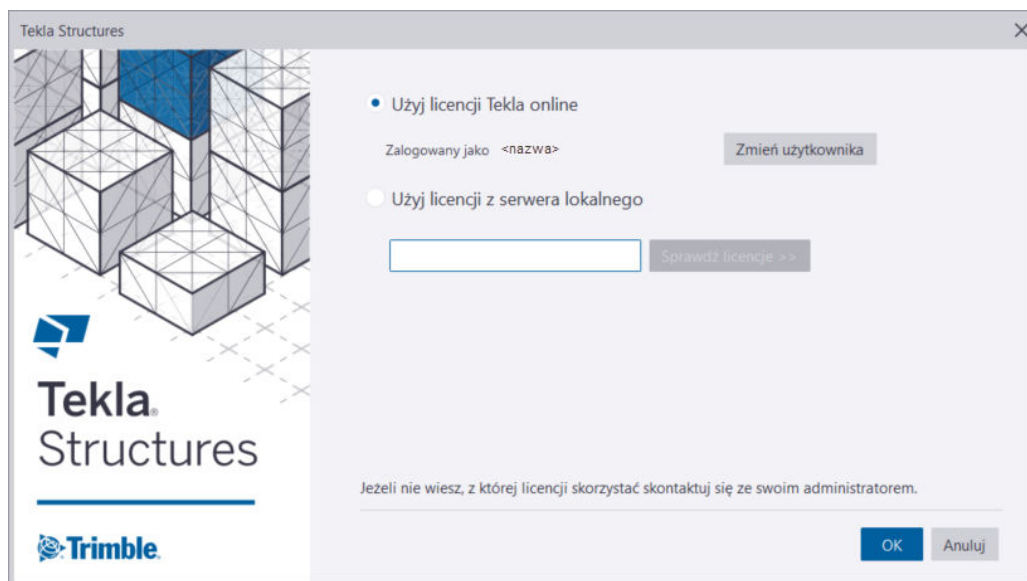 Tekla Structures
Użyj licencji Tekla online
Zalogowany jako <nazwa>
Zmień użytkownika
Użyj licencji z serwera lokalnego
Sprawdź licencje >>
Tekla®
Structures
Trimble.
Jeżeli nie wiesz, z której licencji skorzystać skontaktuj się ze swoim administratorem.
OK
Anuluj